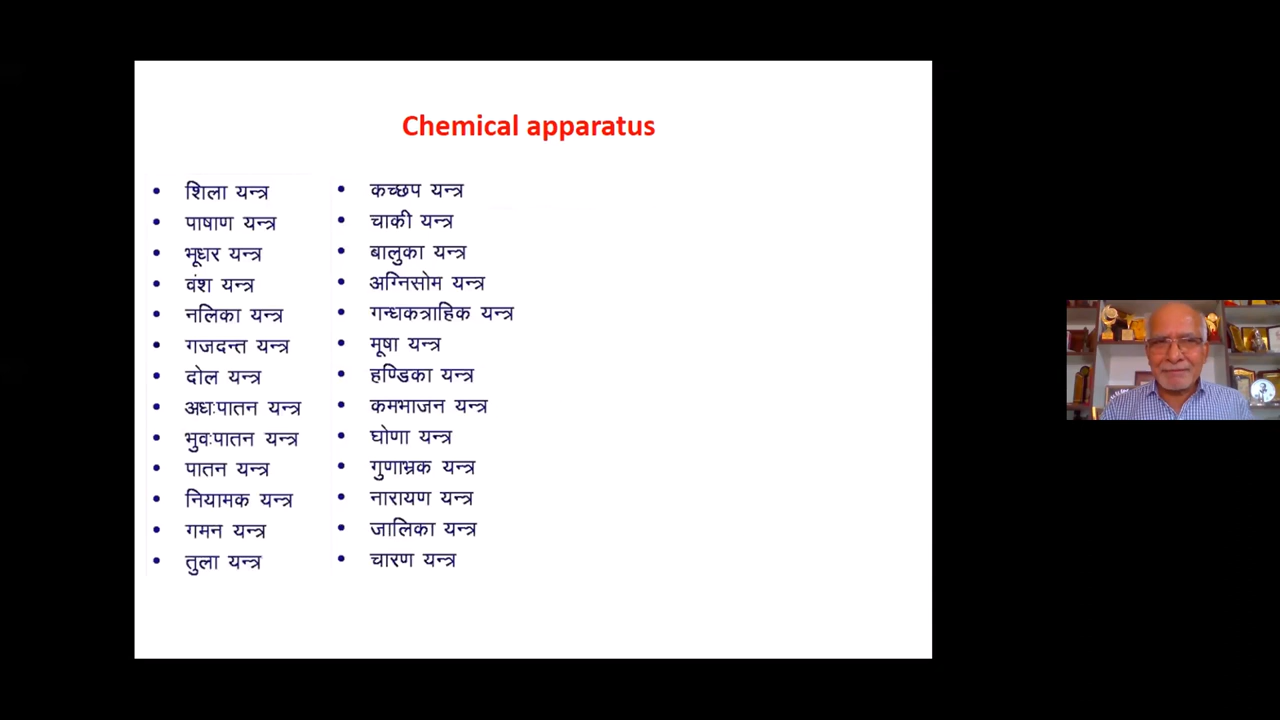 Chemical apparatus
• शिला यन्त्र
• पाषाण यन्त्र
• भूधर यन्त्र
• वंश यन्त्र
• नलिका यन्त्र
• गजदन्त यन्त्र
• दोल यन्त्र
• अधःपातन यन्त्र
• भुवःपातन यन्त्र
• पातन यन्त्र
• नियामक यन्त्र
• गमन यन्त्र
• तुला यन्त्र
• कच्छप यन्त्र
• चाकी यन्त्र
• बालुका यन्त्र
• अग्निसोम यन्त्र
• गन्धकत्राहिक यन्त्र
• मूषा यन्त्र
• हण्डिका यन्त्र
• कमभाजन यन्त्र
• घोणा यन्त्र
• गुणाभ्रक यन्त्र
• नारायण यन्त्र
• जालिका यन्त्र
• चारण यन्त्र